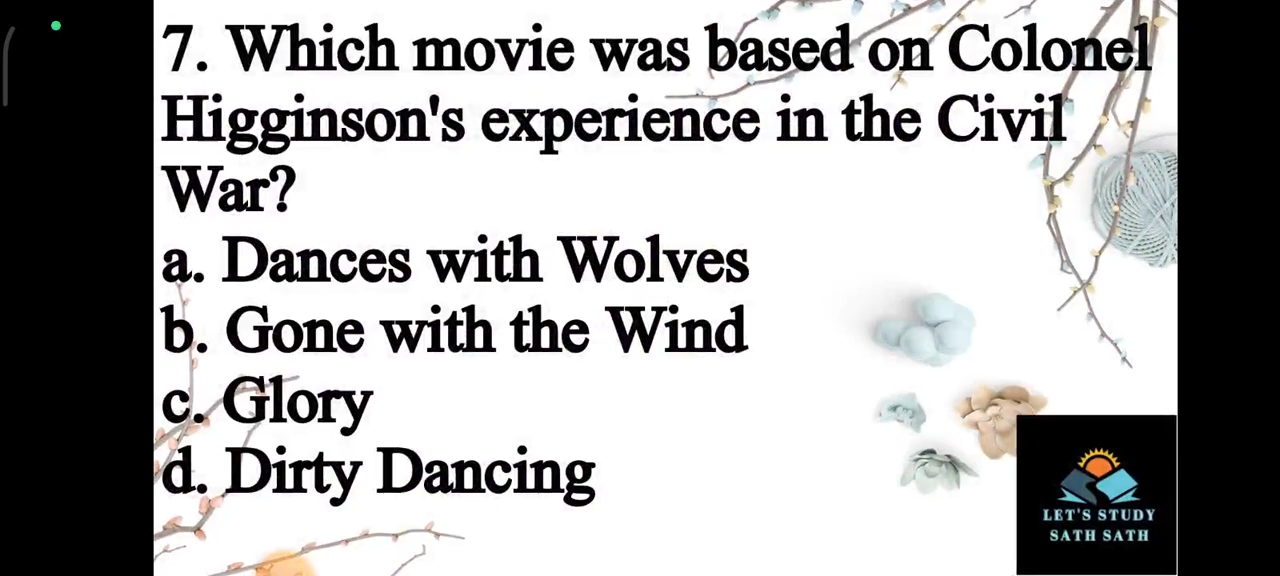 7. Which movie was based on Colonel
Higginson's experience in the Civil
War?
a. Dances with Wolves
b. Gone with the Wind
c. Glory
d. Dirty Dancing
LET'S STUDY
SATH SATH